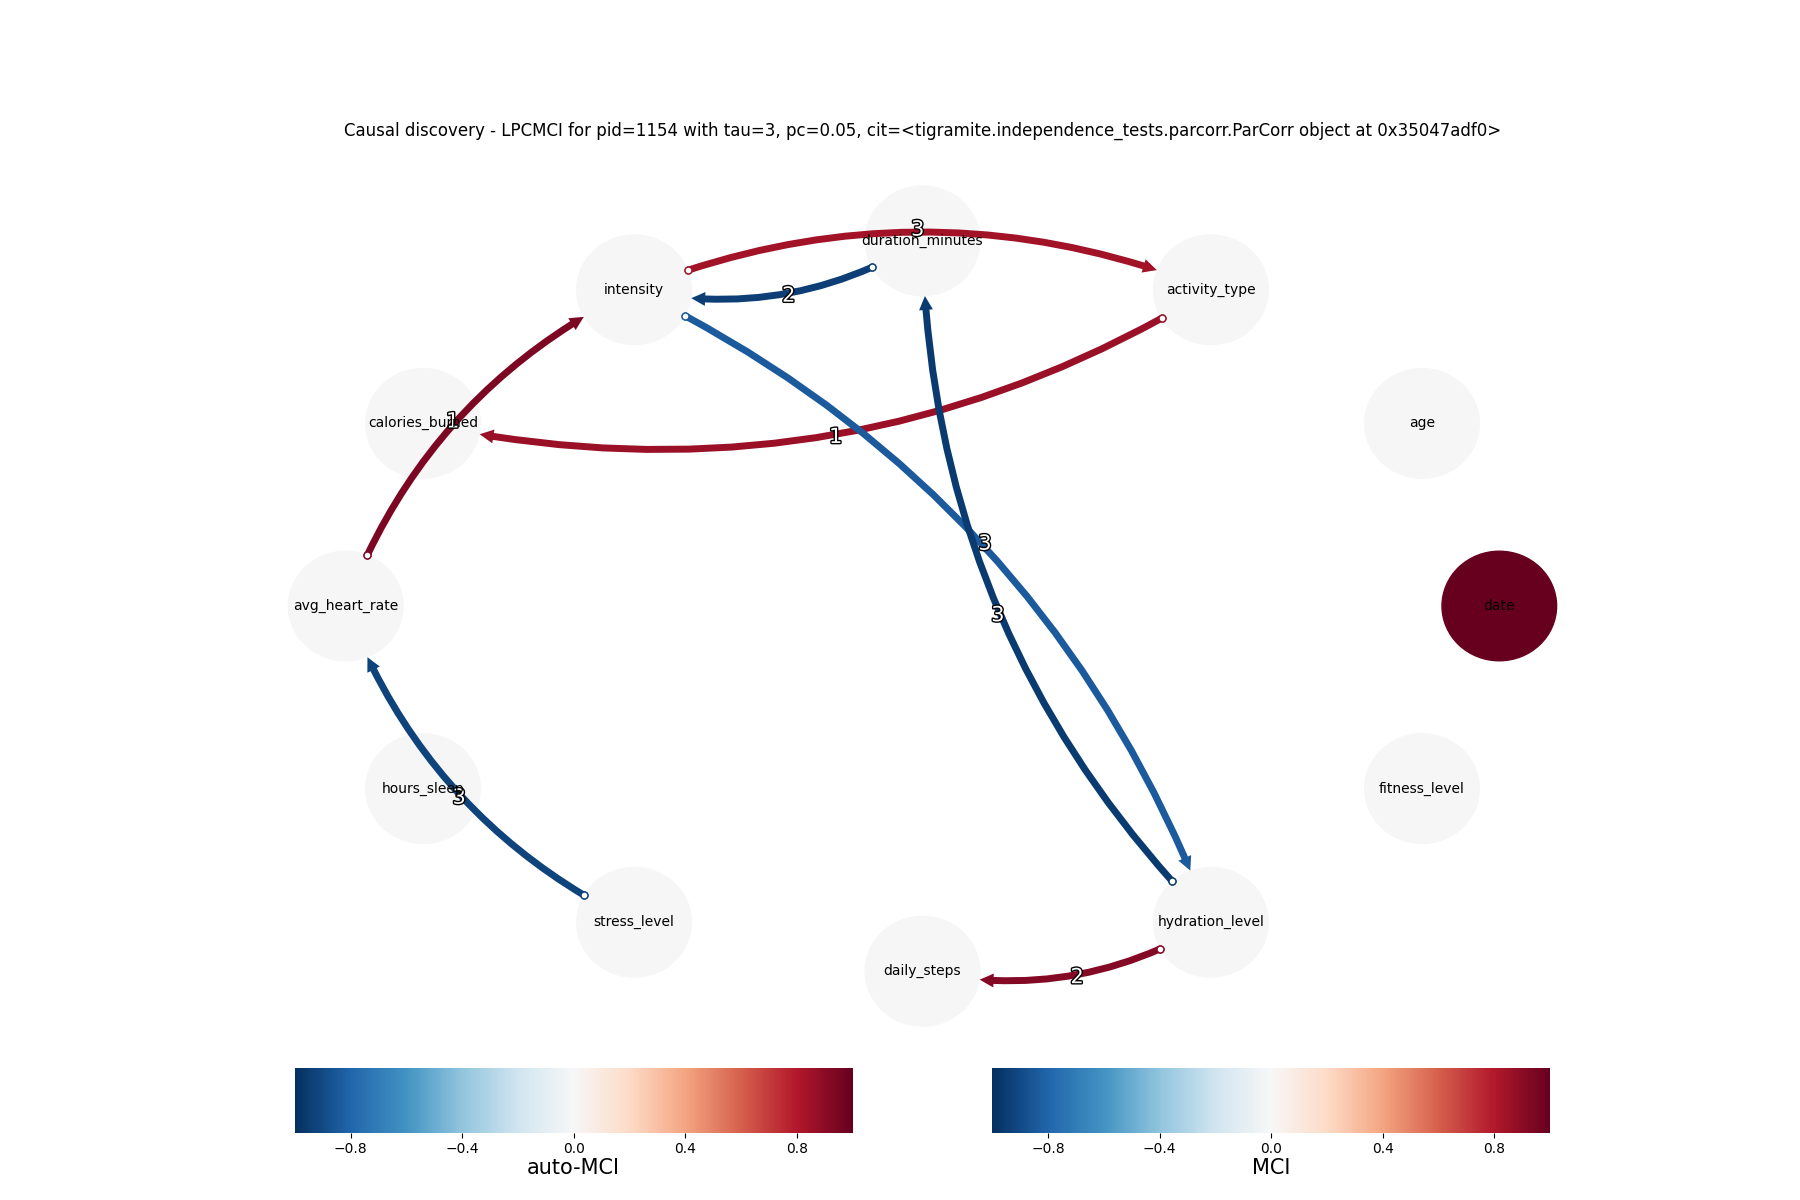 Causal discovery - LPCMCI for pid=1154 with tau=3, pc=0.05, cit=<tigramite.independence_tests.parcorr.ParCorr object at 0x35047adf0>
3
duration_minutes
intensity
2
activity_type
1
calories_burned
age
1
3
avg_heart_rate
date
3
hours_sleep
3
fitness_level
stress_level
hydration_level
daily_steps
2
−0.8 −0.4 0.0 0.4 0.8
auto-MCI
−0.8 −0.4 0.0 0.4 0.8
MCI